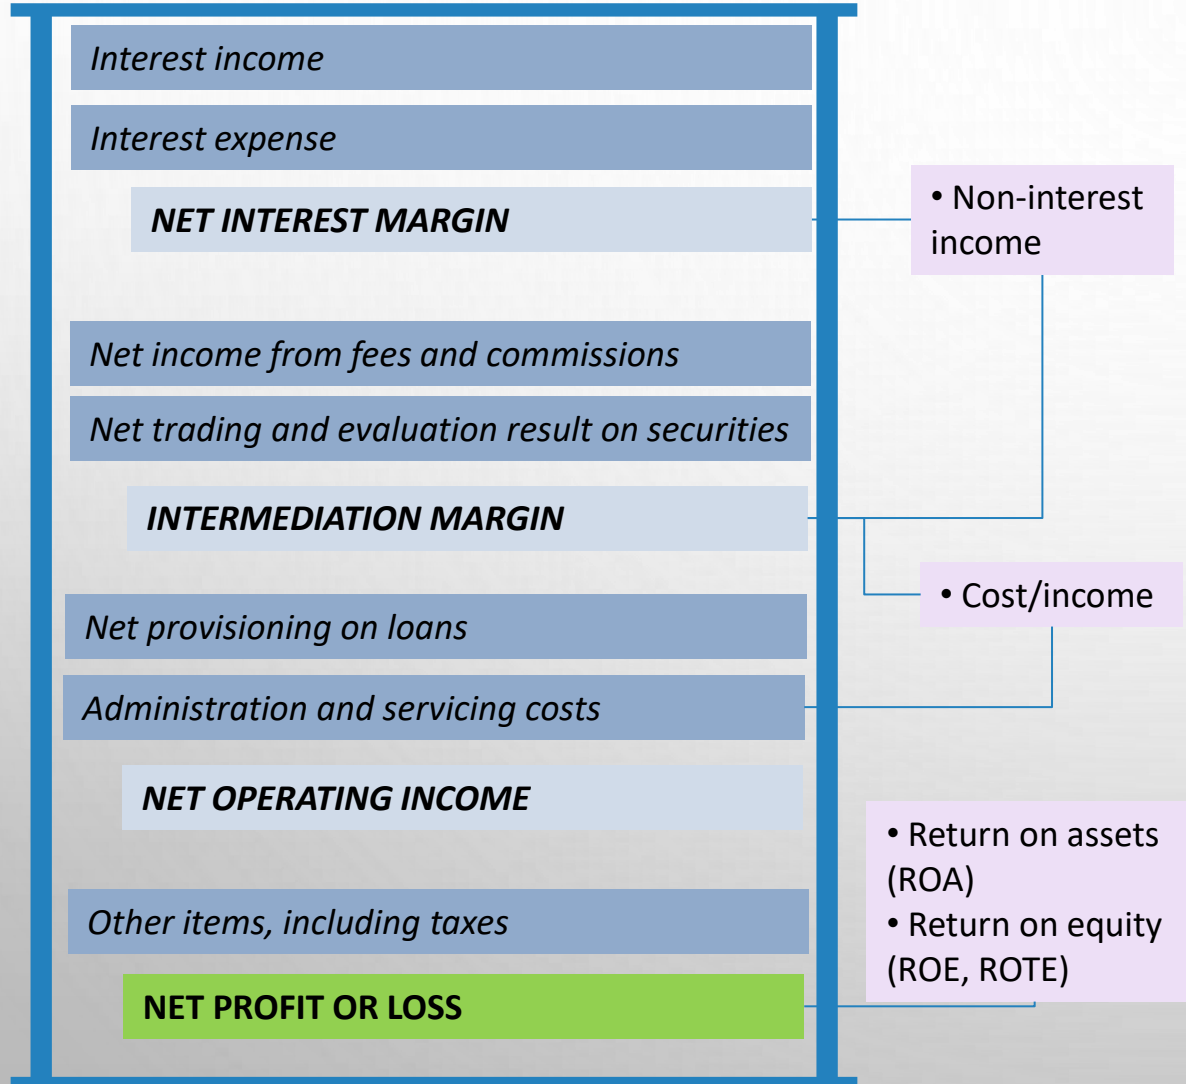 Interest income
Interest expense
NET INTEREST MARGIN
• Non-interest
income
Net income from fees and commissions
Net trading and evaluation result on securities
INTERMEDIATION MARGIN
• Cost/income
Net provisioning on loans
Administration and servicing costs
NET OPERATING INCOME
• Return on assets
(ROA)
• Return on equity
(ROE, ROTE)
Other items, including taxes
NET PROFIT OR LOSS